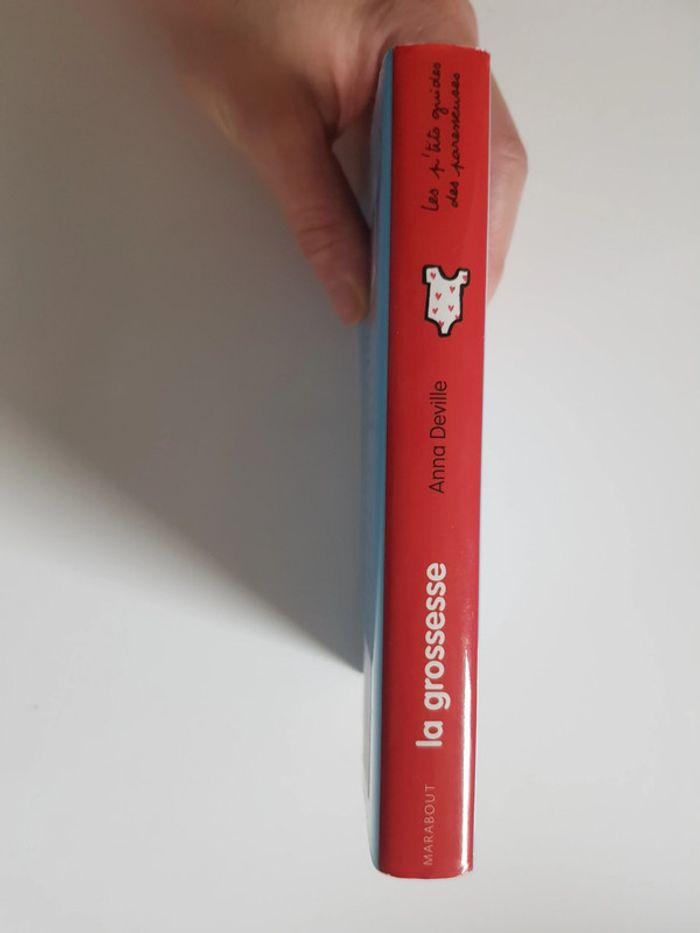 Les p'tits guides
des paresseuses
Anna Deville
la grossesse
MARABOUT